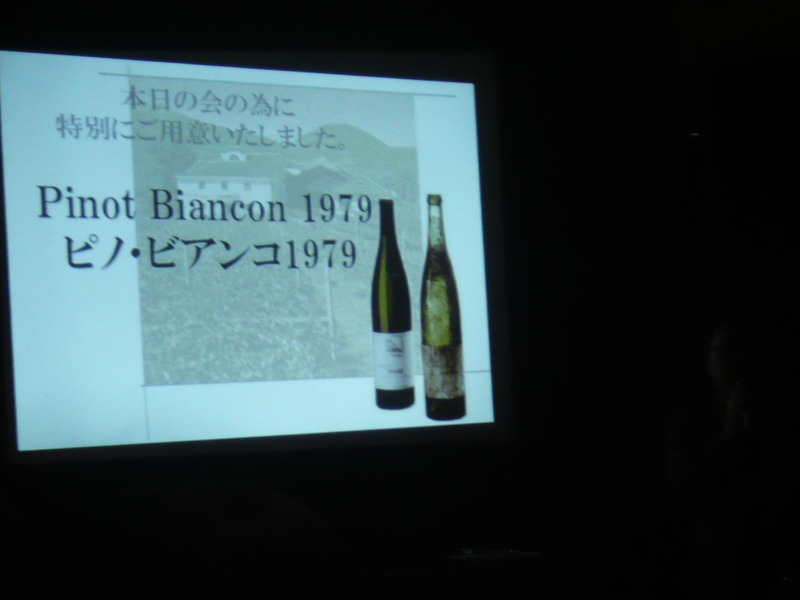 本日の会の為に
特別にご用意いたしました。
Pinot Biancon 1979
ピノ・ビアンコ1979